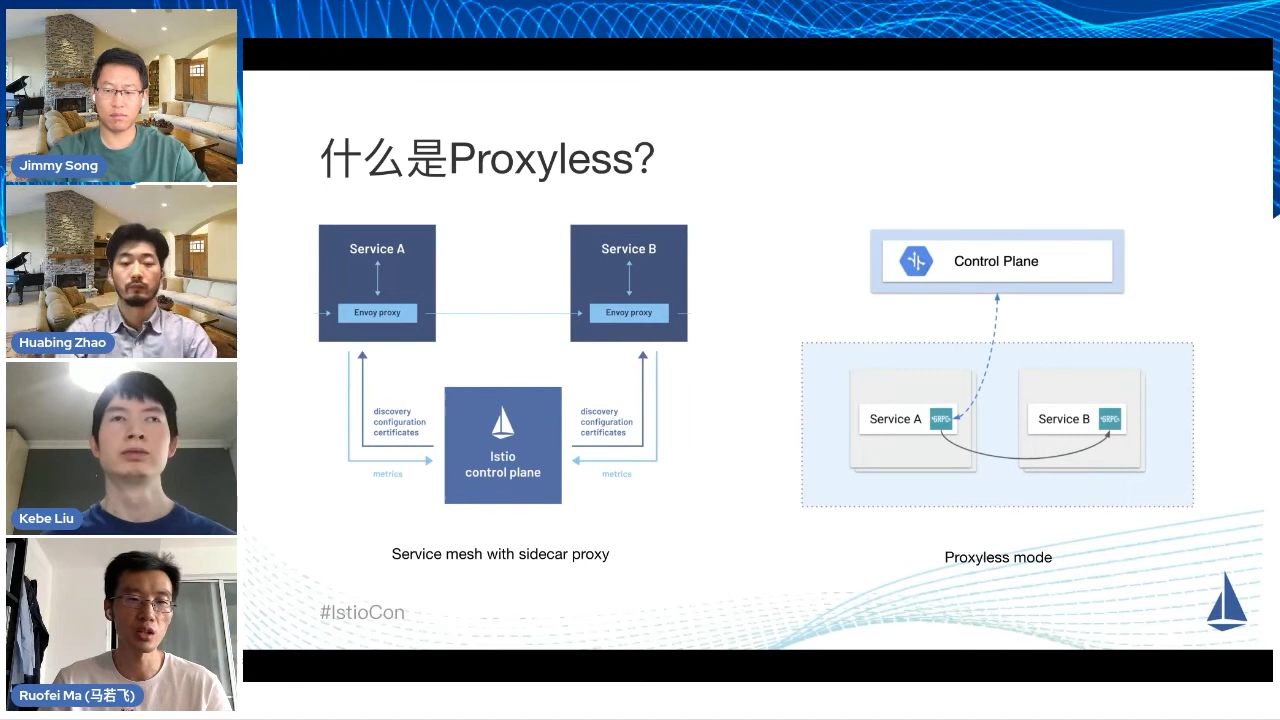 Jimmy Song
Huabing Zhao
Kebe Liu
Ruofei Ma (马若飞)
什么是Proxyless?
Service A
Envoy proxy
Service B
Envoy proxy
discovery
configuration
certificates
metrics
Istio
control plane
discovery
configuration
certificates
metrics
Service mesh with sidecar proxy
Control Plane
Service A
GRPC
Service B
GRPC
Proxyless mode
#IstioCon